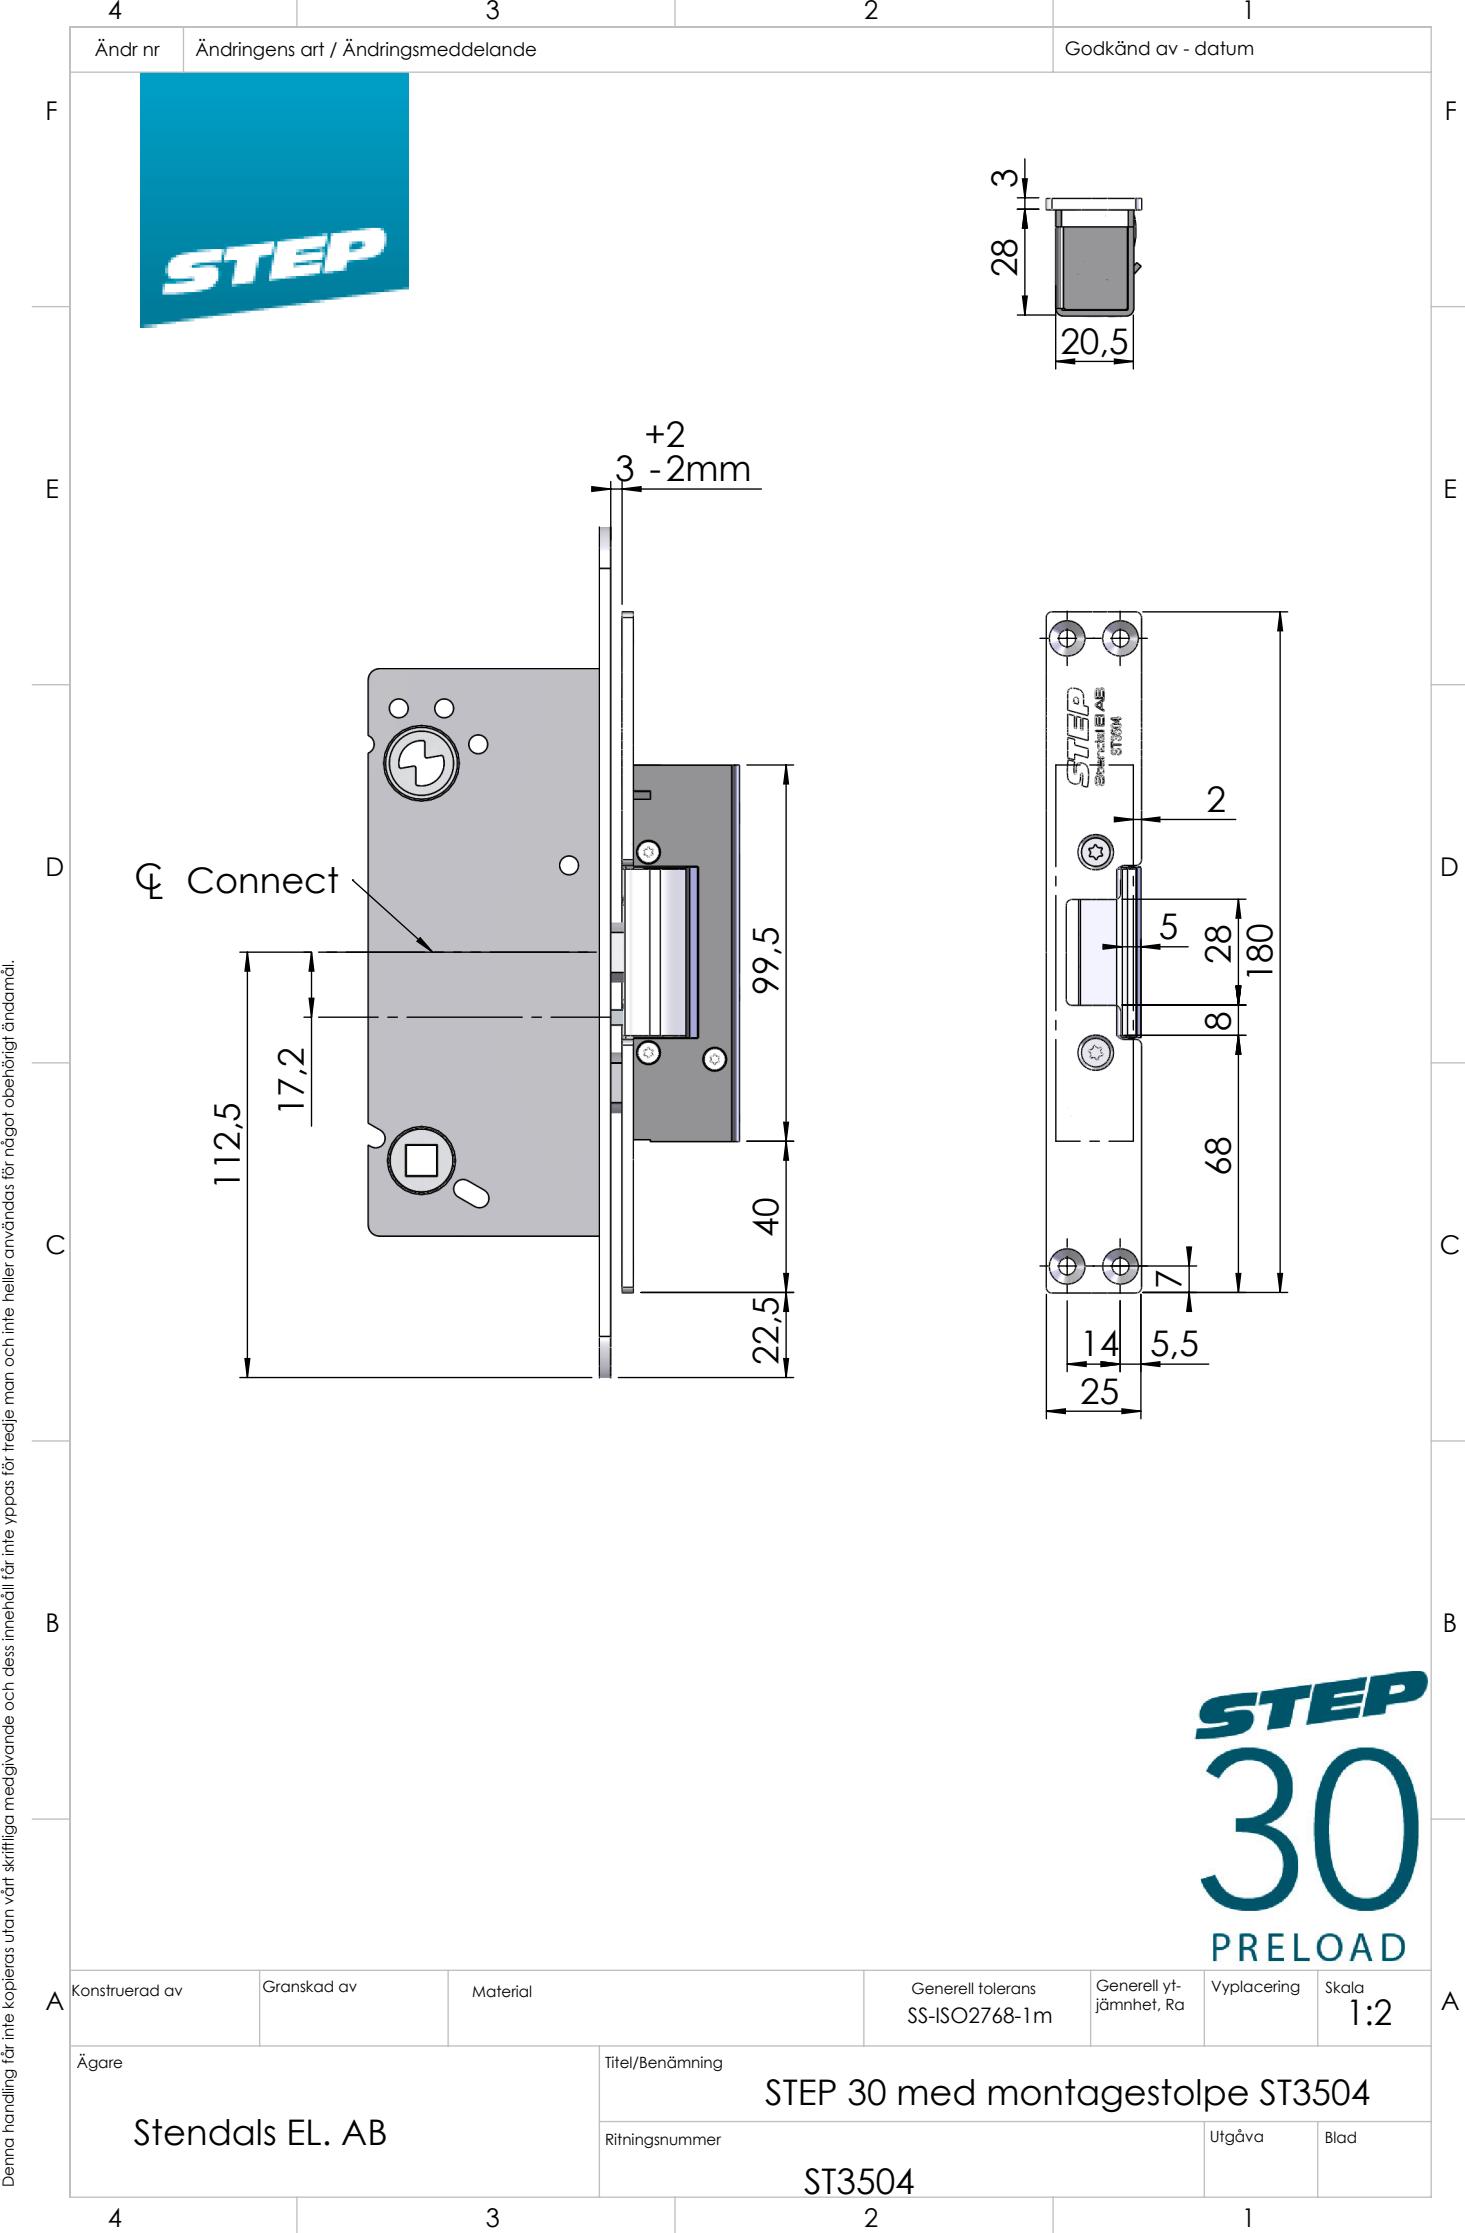 4 3 2 1
Ändr nr Ändringens art / Ändringsmeddelande Godkänd av - datum
F F
STEP
3
28
20,5
+2
3 -2mm
E E
STEP
Stendal El AB
ST3504
2
D D
℄ Connect
99,5
5
28
180
8
17,2
112,5
68
40
C C
7
22,5
14 5,5
25
B B
STEP
30
PRELOAD
A A
Konstruerad av Granskad av Material Generell tolerans Generell yt- Vyplacering Skala
SS-ISO2768-1m jämnhet, Ra 1:2
Ägare Titel/Benämning
STEP 30 med montagestolpe ST3504
Stendals EL. AB
Ritningsnummer Utgåva Blad
ST3504
4 3 2 1
Denna handling får inte kopieras utan vårt skriftliga medgivande och dess innehåll får inte yppas för tredje man och inte heller användas för något obehörigt ändamål.